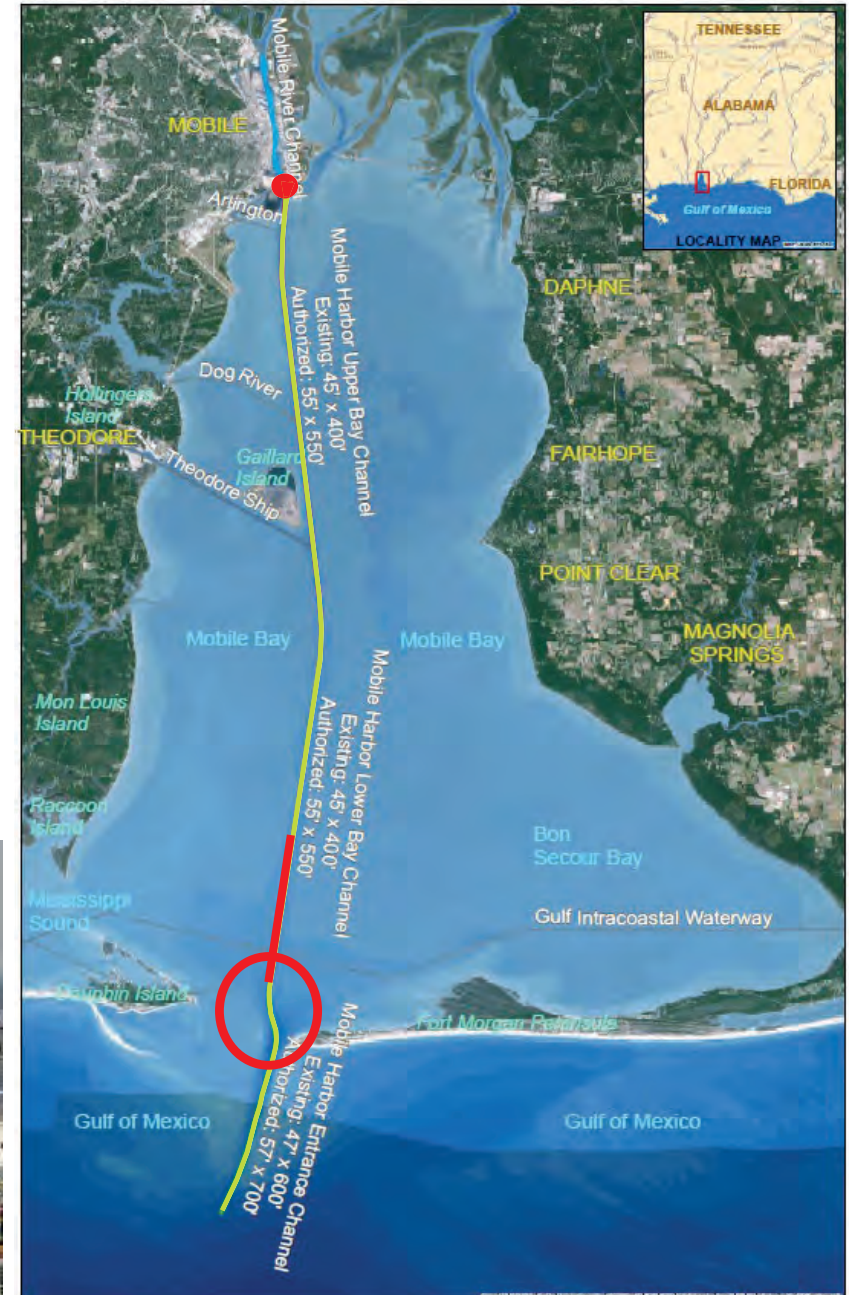 TENNESSEE
ALABAMA
FLORIDA
Gulf of Mexico
LOCALITY MAP
Mobile River Channel
MOBILE
Arlington
Mobile Harbor Upper Bay Channel
Existing: 45' x 400'
Authorized: 55' x 550'
DAPHNE
Dog River
Hollingers
Island
THEODORE
Theodore Ship
Gaillard
Island
FAIRHOPE
POINT CLEAR
Mobile Bay
Mobile Bay
MAGNOLIA
SPRINGS
Mobile Harbor Lower Bay Channel
Existing: 45' x 400'
Authorized: 55' x 550'
Mon Louis
Island
Raccoon
Island
Bon
Secour Bay
Mississippi
Sound
Gulf Intracoastal Waterway
Dauphin Island
Fort Morgan Peninsula
Mobile Harbor Entrance Channel
Existing: 47' x 600'
Authorized: 57' x 700'
Gulf of Mexico
Gulf of Mexico